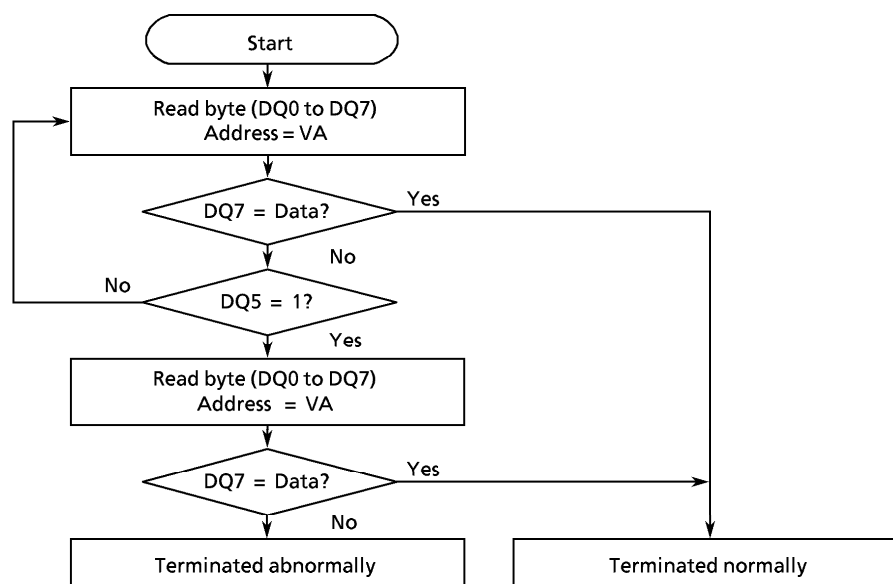 Start
Read byte (DQ0 to DQ7)
Address = VA
DQ7 = Data?
Yes
No
No
DQ5 = 1?
Yes
Read byte (DQ0 to DQ7)
Address = VA
DQ7 = Data?
Yes
No
Terminated abnormally
Terminated normally